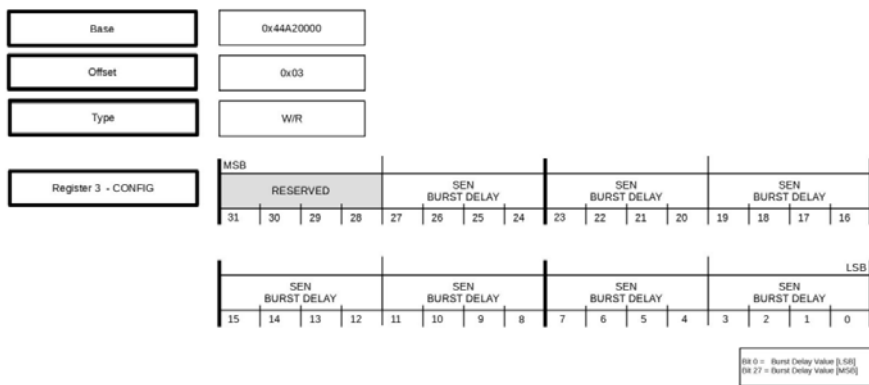 Base 0x44A20000
Offset 0x03
Type W/R
MSB
Register 3 - CONFIG
RESERVED SEN BURST DELAY SEN BURST DELAY SEN BURST DELAY
31 30 29 28 27 26 25 24 23 22 21 20 19 18 17 16
LSB
SEN BURST DELAY SEN BURST DELAY SEN BURST DELAY SEN BURST DELAY
15 14 13 12 11 10 9 8 7 6 5 4 3 2 1 0
Bit 0 = Burst Delay Value [LSB]
Bit 27 = Burst Delay Value [MSB]